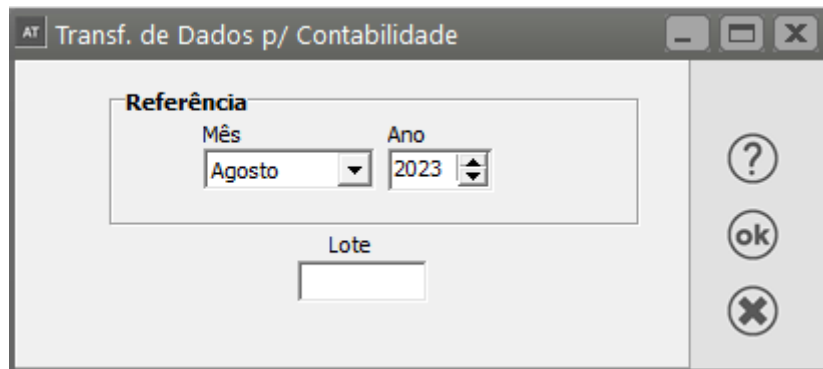 AT Transf. de Dados p/ Contabilidade
Referência
Mês Ano
Agosto 2023
Lote
?
ok